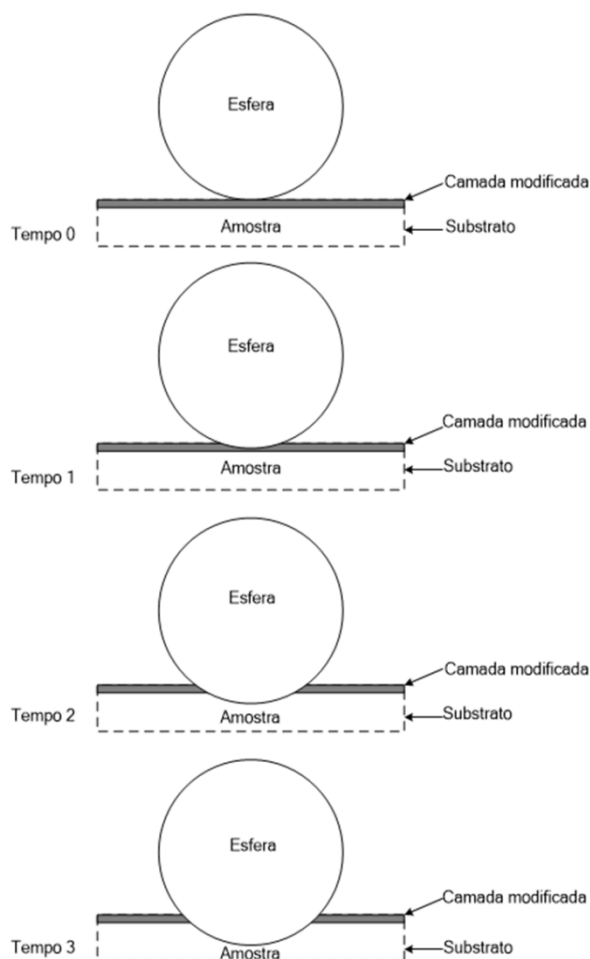 Esfera
Camada modificada
Amostra
Substrato
Tempo 0
Esfera
Camada modificada
Amostra
Substrato
Tempo 1
Esfera
Camada modificada
Amostra
Substrato
Tempo 2
Esfera
Camada modificada
Amostra
Substrato
Tempo 3